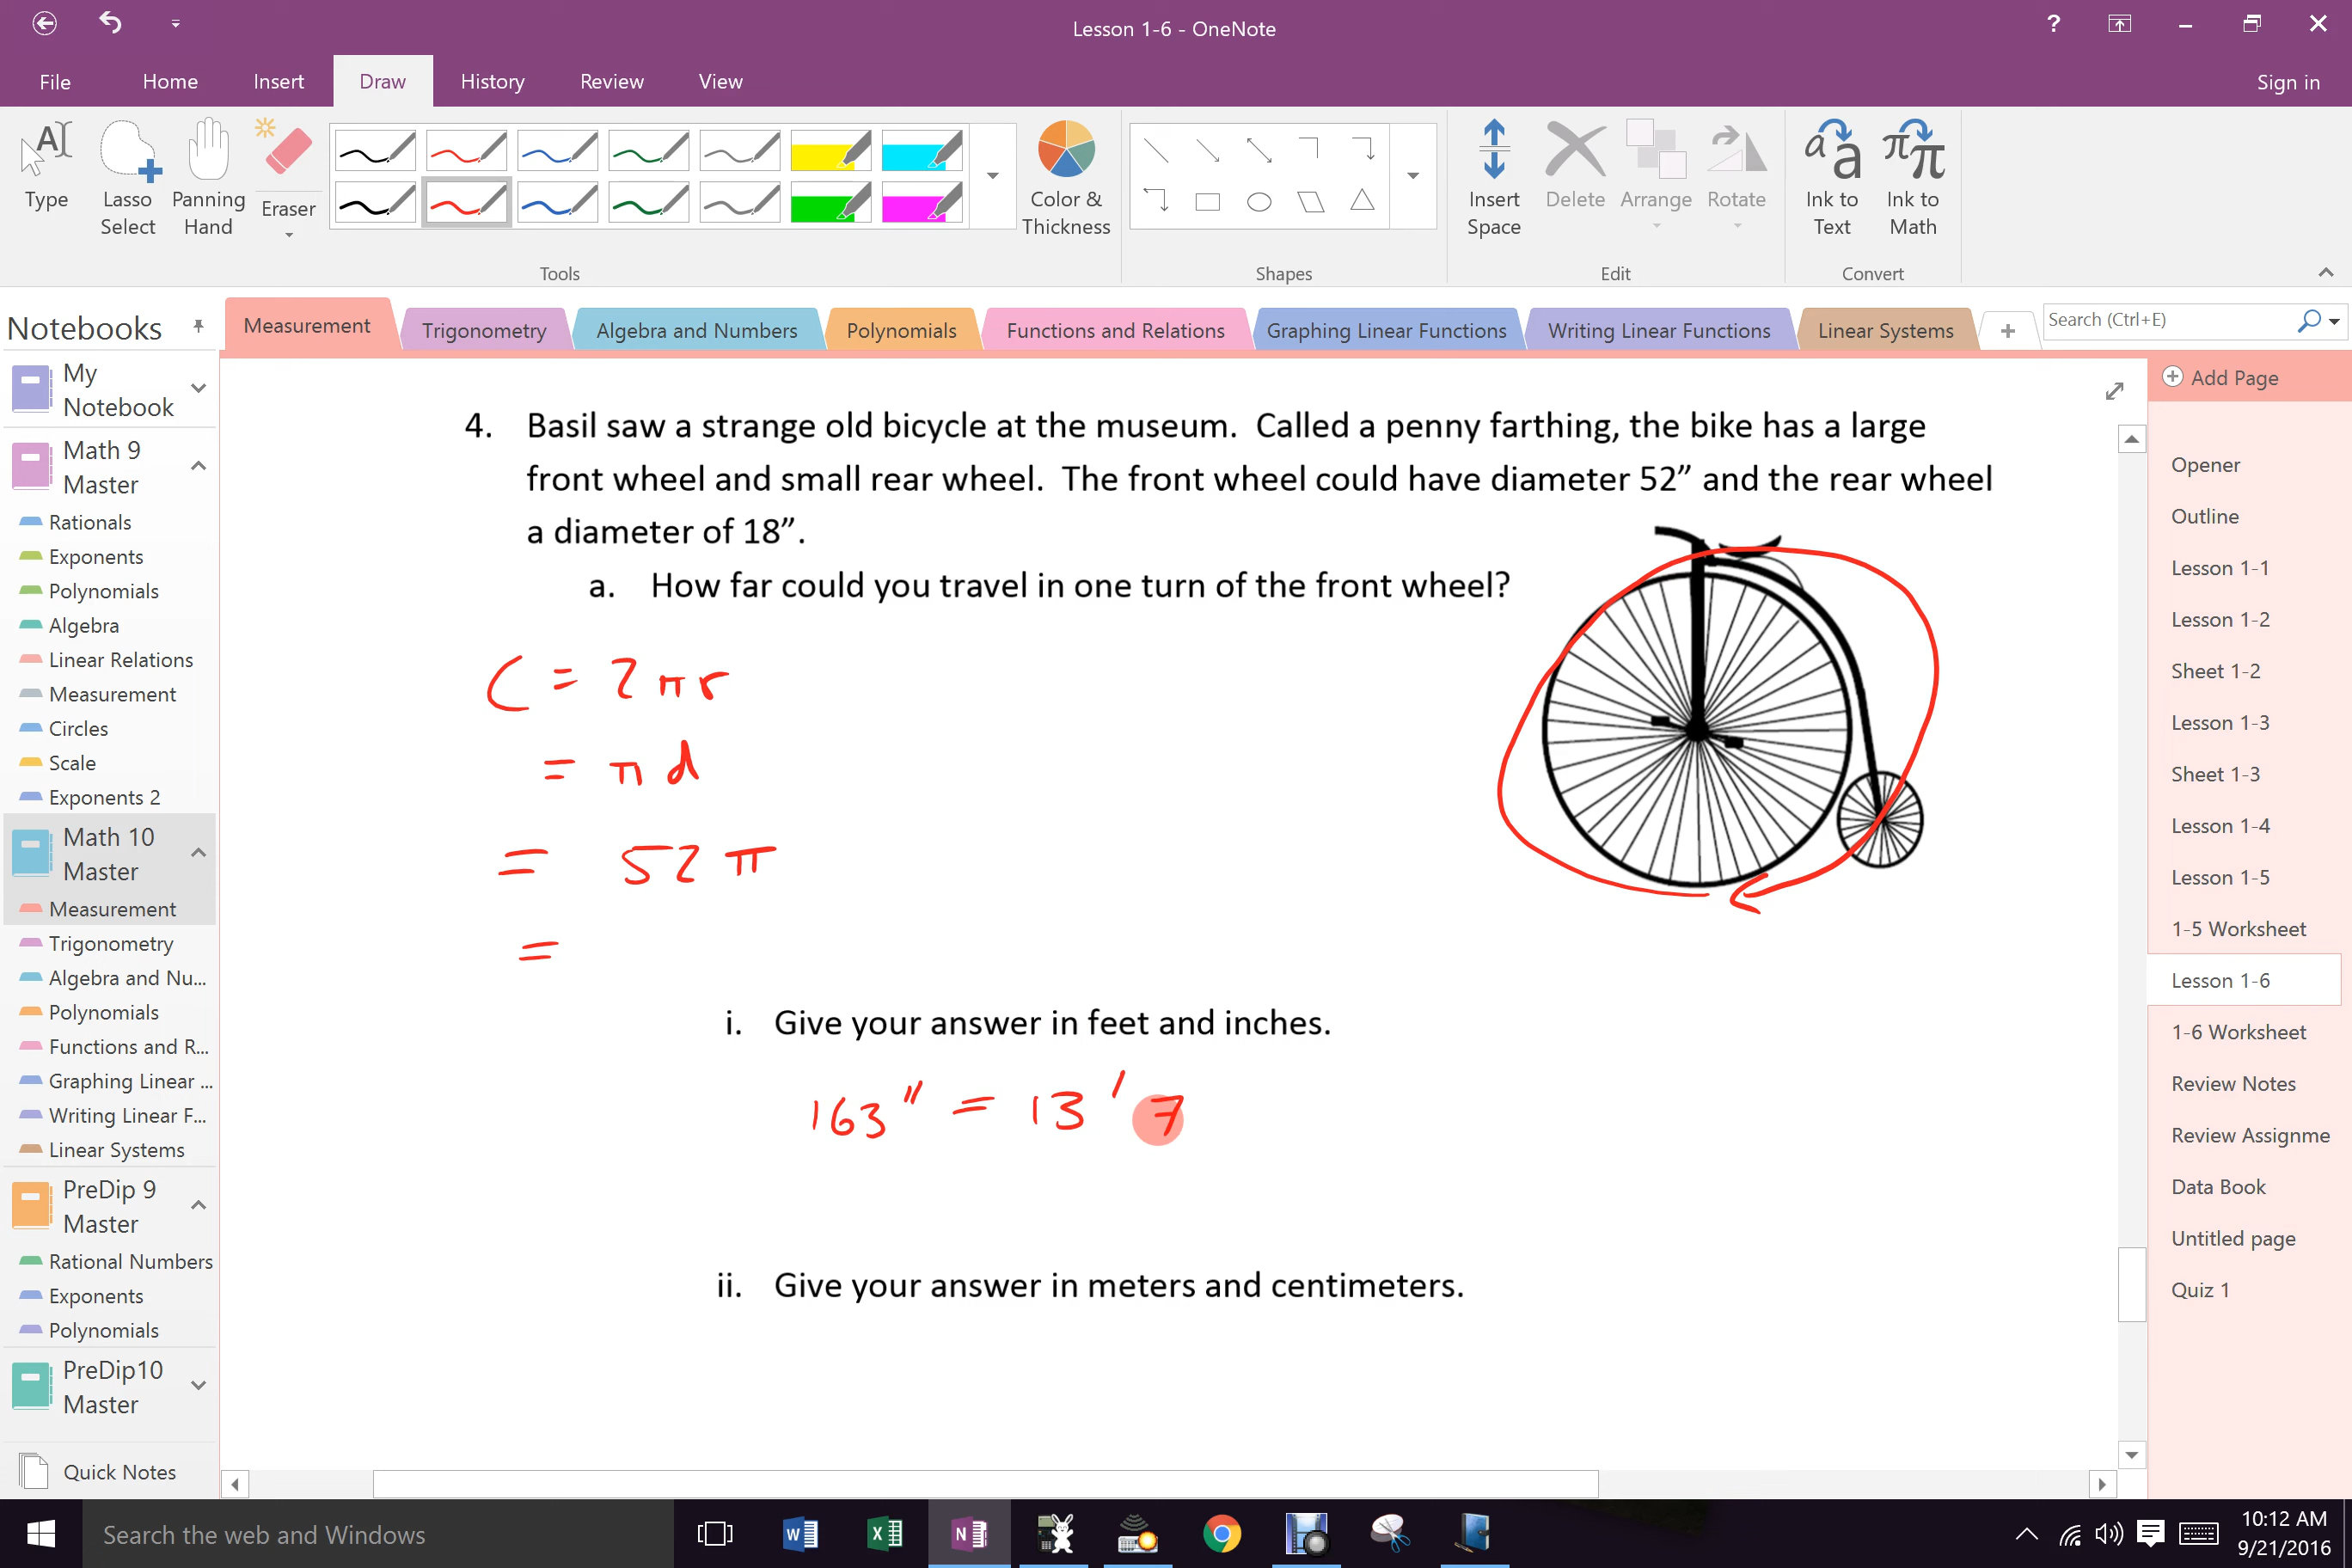 Lesson 1-6 - OneNote
?
File Home Insert Draw History Review View Sign in
Type
Lasso Select
Panning Hand
Eraser
Color & Thickness
Insert Space
Delete
Arrange
Rotate
Ink to Text
Ink to Math
Tools Shapes Edit Convert
Notebooks
Measurement Trigonometry Algebra and Numbers Polynomials Functions and Relations Graphing Linear Functions Writing Linear Functions Linear Systems +
Search (Ctrl+E)
My Notebook
Math 9 Master
Rationals
Exponents
Polynomials
Algebra
Linear Relations
Measurement
Circles
Scale
Exponents 2
Math 10 Master
Measurement
Trigonometry
Algebra and Nu...
Polynomials
Functions and R...
Graphing Linear ...
Writing Linear F...
Linear Systems
PreDip 9 Master
Rational Numbers
Exponents
Polynomials
PreDip10 Master
Quick Notes
4. Basil saw a strange old bicycle at the museum. Called a penny farthing, the bike has a large
front wheel and small rear wheel. The front wheel could have diameter 52” and the rear wheel
a diameter of 18”.
a. How far could you travel in one turn of the front wheel?
C = 2πr
= πd
= 52π
=
i. Give your answer in feet and inches.
163" = 13' 7
ii. Give your answer in meters and centimeters.
Add Page
Opener
Outline
Lesson 1-1
Lesson 1-2
Sheet 1-2
Lesson 1-3
Sheet 1-3
Lesson 1-4
Lesson 1-5
1-5 Worksheet
Lesson 1-6
1-6 Worksheet
Review Notes
Review Assignme
Data Book
Untitled page
Quiz 1
Search the web and Windows
10:12 AM
9/21/2016